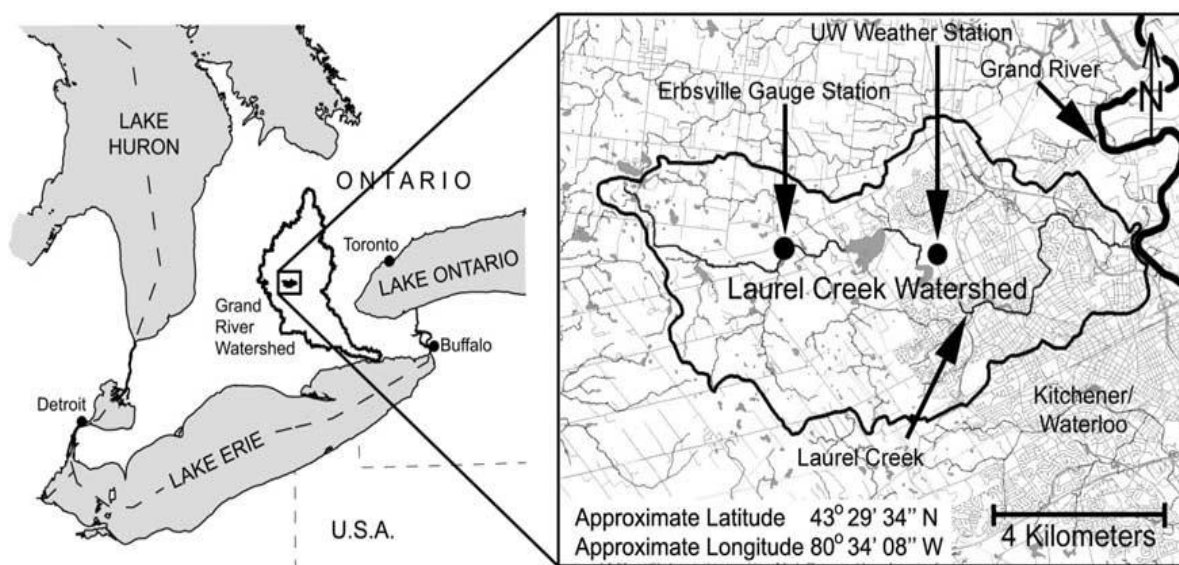 LAKE
HURON
ONTARIO
Toronto
LAKE ONTARIO
Grand
River
Watershed
Buffalo
Detroit
LAKE ERIE
U.S.A.
UW Weather Station
Grand River
N
Erbsville Gauge Station
Laurel Creek Watershed
Kitchener/
Waterloo
Laurel Creek
Approximate Latitude 43° 29' 34" N
Approximate Longitude 80° 34' 08" W
4 Kilometers